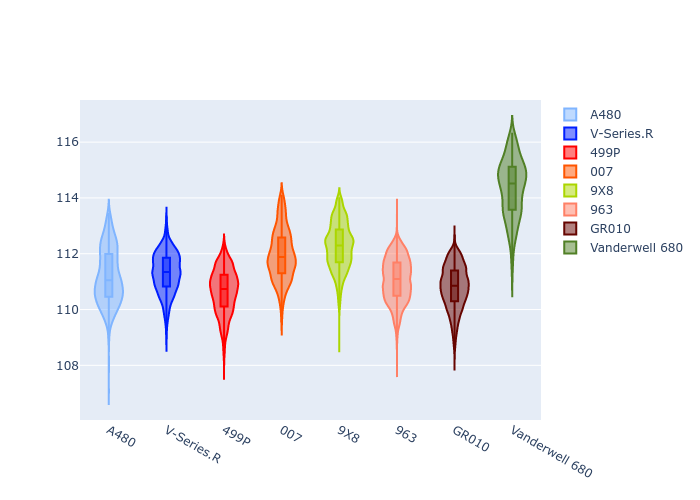 116
114
112
110
108
A480
V-Series.R
499P
007
9X8
963
GR010
Vanderwell 680
A480
V-Series.R
499P
007
9X8
963
GR010
Vanderwell 680